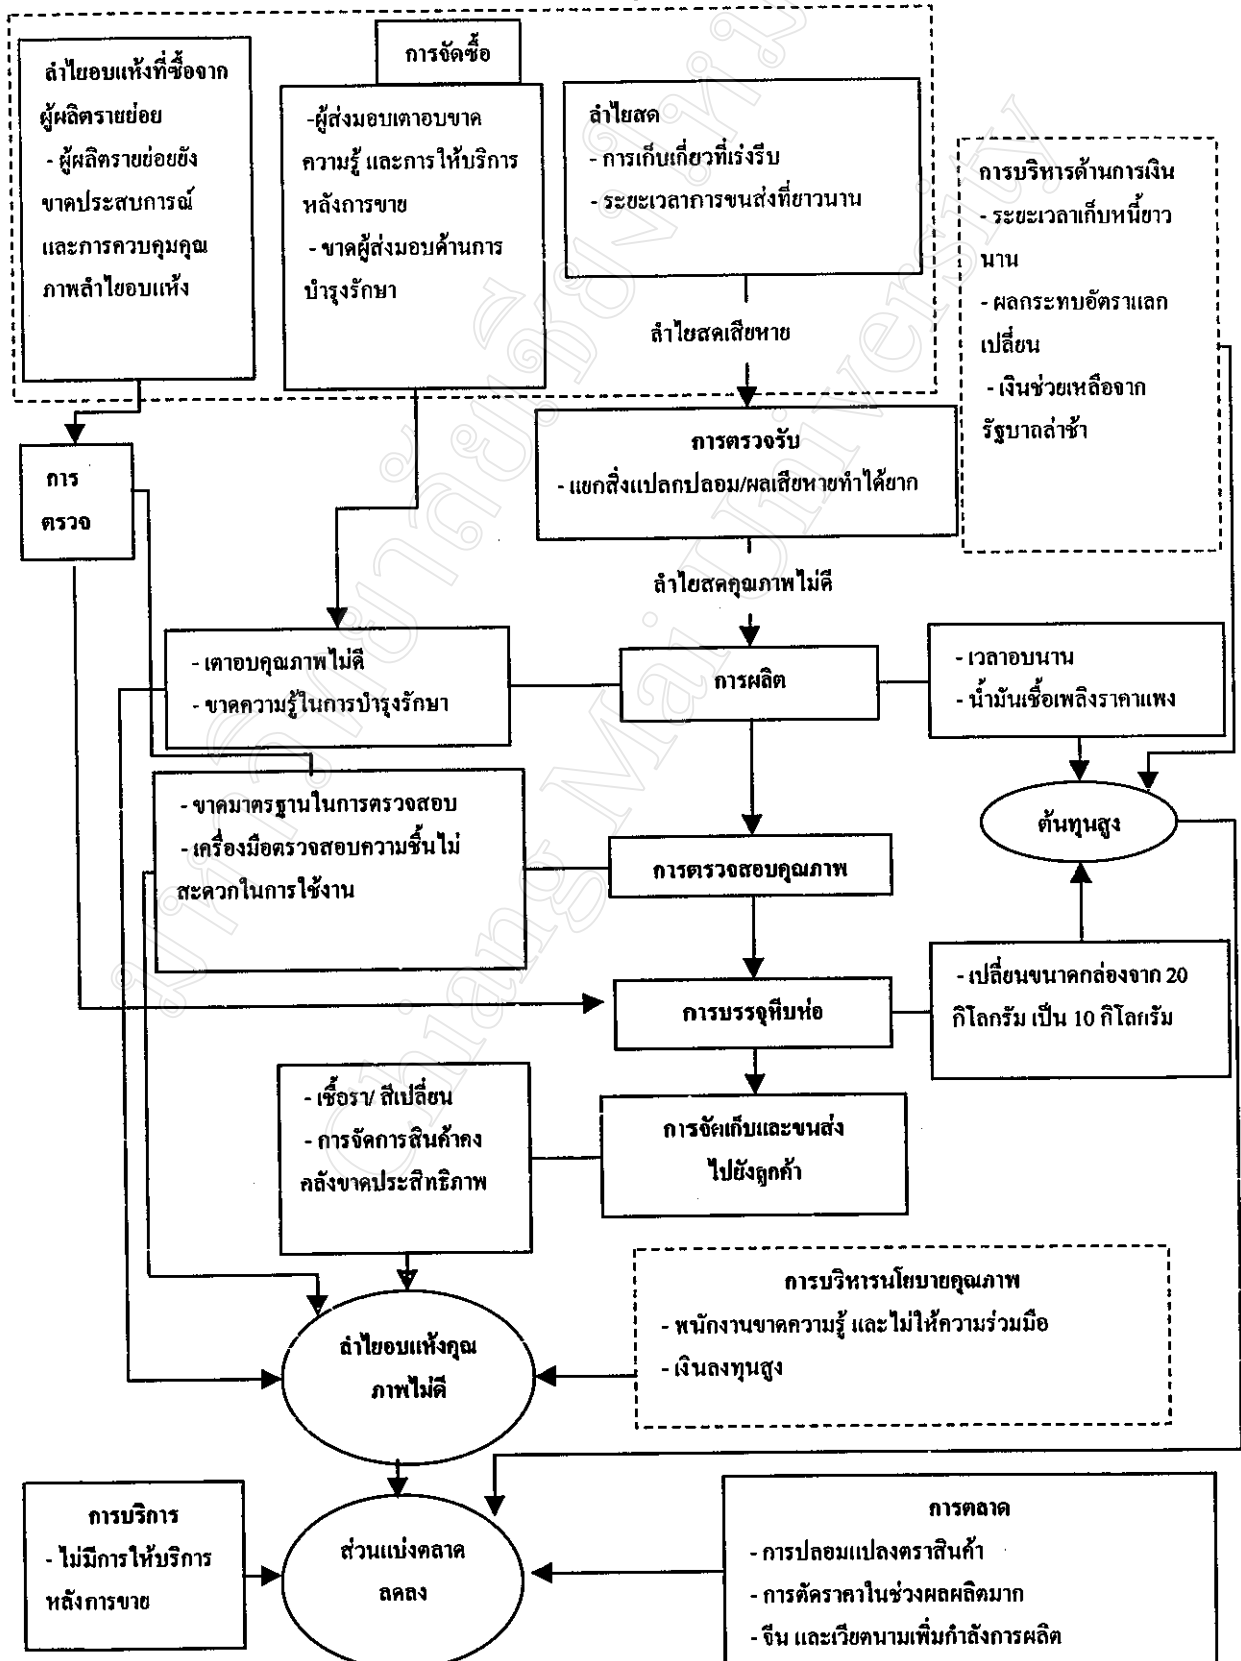 การจัดซื้อ
ลำไยอบแห้งที่ซื้อจาก
ผู้ผลิตรายย่อย
- ผู้ผลิตรายย่อยยัง
ขาดประสบการณ์
และการควบคุมคุณ
ภาพลำไยอบแห้ง
-ผู้ส่งมอบเตาอบขาด
ความรู้ และการให้บริการ
หลังการขาย
- ขาดผู้ส่งมอบด้านการ
บำรุงรักษา
ลำไยสด
- การเก็บเกี่ยวที่เร่งรีบ
- ระยะเวลาการขนส่งที่ยาวนาน
การบริหารด้านการเงิน
- ระยะเวลาเก็บหนี้ยาว
นาน
- ผลกระทบอัตราแลก
เปลี่ยน
- เงินช่วยเหลือจาก
รัฐบาลล่าช้า
ลำไยสดเสียหาย
การตรวจรับ
- แยกสิ่งแปลกปลอม/ผลเสียหายทำได้ยาก
การ
ตรวจ
ลำไยสดคุณภาพไม่ดี
- เตาอบคุณภาพไม่ดี
- ขาดความรู้ในการบำรุงรักษา
การผลิต
- เวลาอบนาน
- น้ำมันเชื้อเพลิงราคาแพง
- ขาดมาตรฐานในการตรวจสอบ
- เครื่องมือตรวจสอบความชื้นไม่
สะดวกในการใช้งาน
การตรวจสอบคุณภาพ
ต้นทุนสูง
การบรรจุหีบห่อ
- เปลี่ยนขนาดกล่องจาก 20
กิโลกรัม เป็น 10 กิโลกรัม
- เชื้อรา/ สีเปลี่ยน
- การจัดการสินค้าคง
คลังขาดประสิทธิภาพ
การจัดเก็บและขนส่ง
ไปยังลูกค้า
การบริหารนโยบายคุณภาพ
- พนักงานขาดความรู้ และไม่ให้ความร่วมมือ
- เงินลงทุนสูง
ลำไยอบแห้งคุณ
ภาพไม่ดี
การบริการ
- ไม่มีการให้บริการ
หลังการขาย
ส่วนแบ่งตลาด
ลดลง
การตลาด
- การปลอมแปลงตราสินค้า
- การตัดราคาในช่วงผลผลิตมาก
- จีน และเวียดนามเพิ่มกำลังการผลิต
มหาวิทยาลัยเชียงใหม่
Chiang Mai University